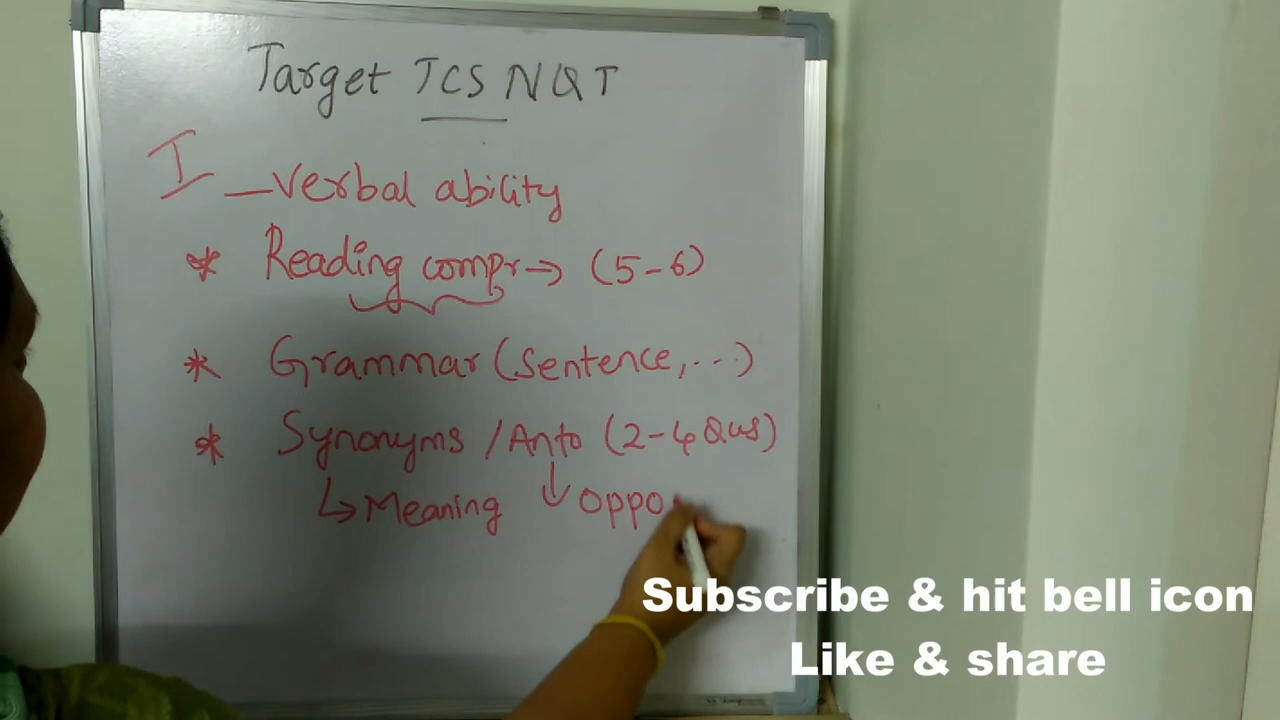 Target TCS NQT
I - Verbal ability
* Reading compr → (5-6)
* Grammar (Sentence, ...)
* Synonyms / Anto (2-4 Qus)
↳ Meaning ↓ oppo
Subscribe & hit bell icon
Like & share